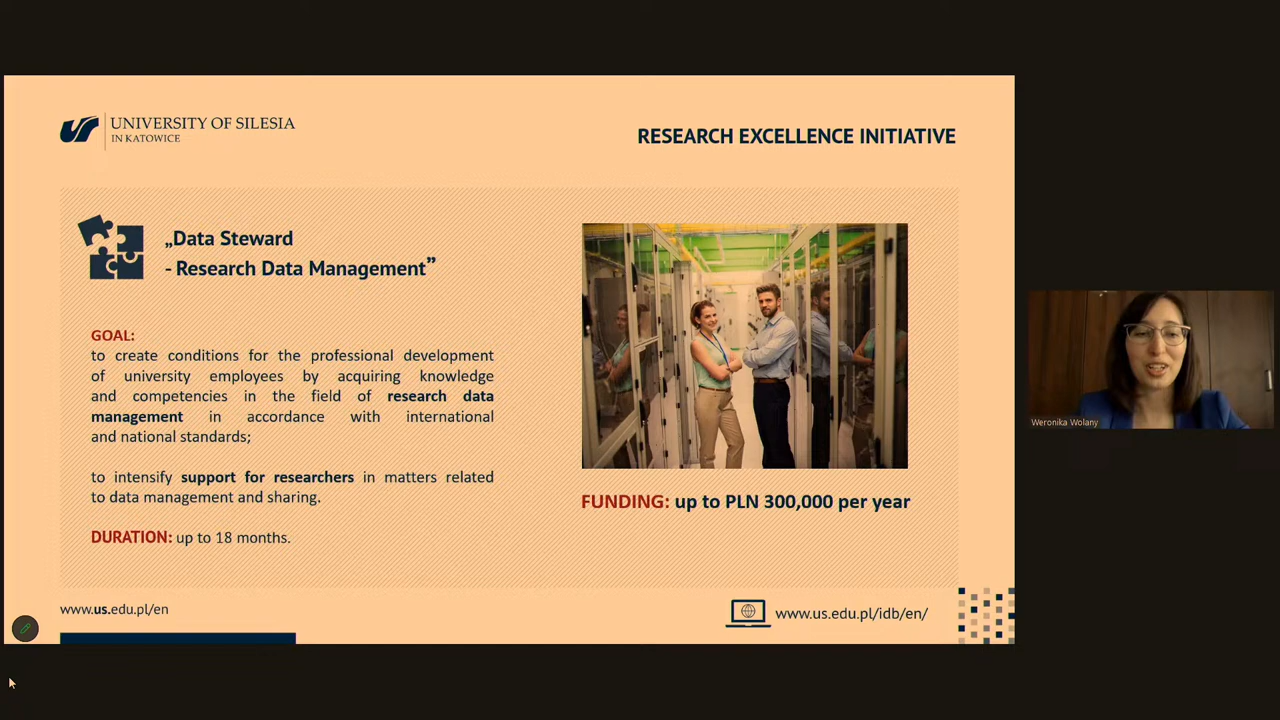 UNIVERSITY OF SILESIA
IN KATOWICE
RESEARCH EXCELLENCE INITIATIVE
„Data Steward
- Research Data Management”
GOAL:
to create conditions for the professional development
of university employees by acquiring knowledge
and competencies in the field of research data
management in accordance with international
and national standards;
to intensify support for researchers in matters related
to data management and sharing.
DURATION: up to 18 months.
FUNDING: up to PLN 300,000 per year
www.us.edu.pl/en
www.us.edu.pl/idb/en/
Weronika Wolany